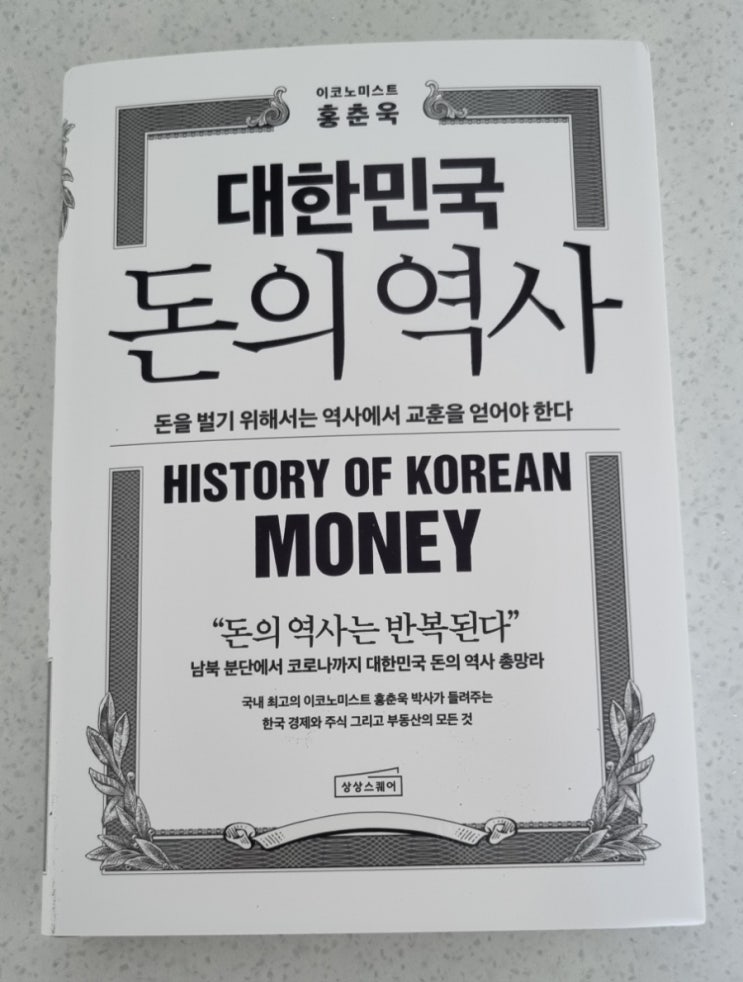 이코노미스트
홍춘욱
대한민국
돈의 역사
돈을 벌기 위해서는 역사에서 교훈을 얻어야 한다
HISTORY OF KOREAN
MONEY
“돈의 역사는 반복된다”
남북 분단에서 코로나까지 대한민국 돈의 역사 총망라
국내 최고의 이코노미스트 홍춘욱 박사가 들려주는
한국 경제와 주식 그리고 부동산의 모든 것
상상스퀘어